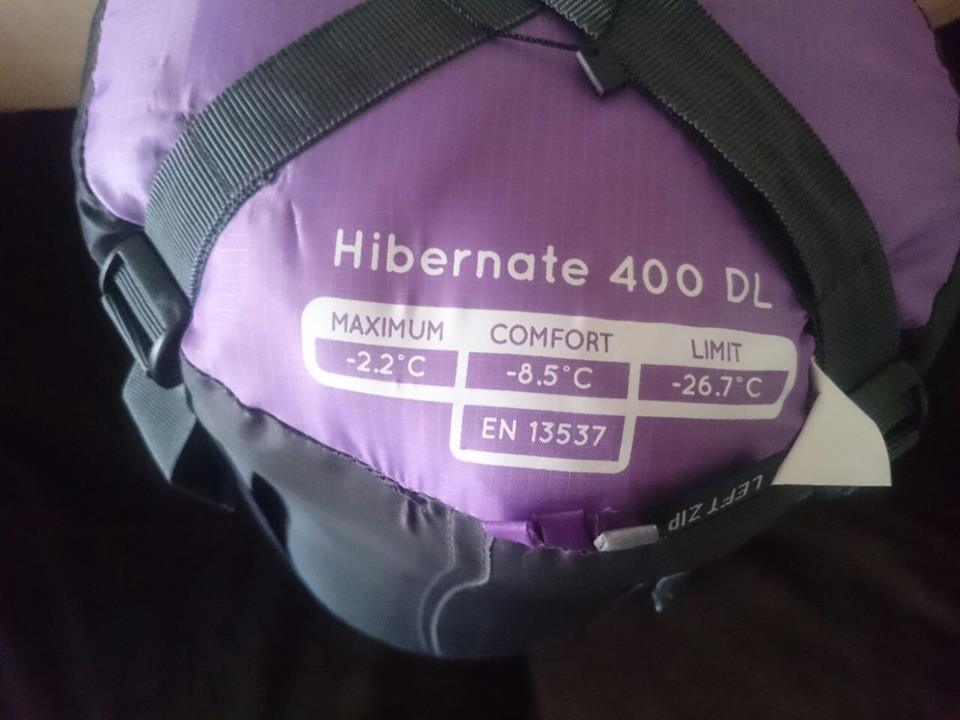 Hibernate 400 DL
MAXIMUM COMFORT LIMIT
-2.2°C -8.5°C -26.7°C
EN 13537
LEFT ZIP